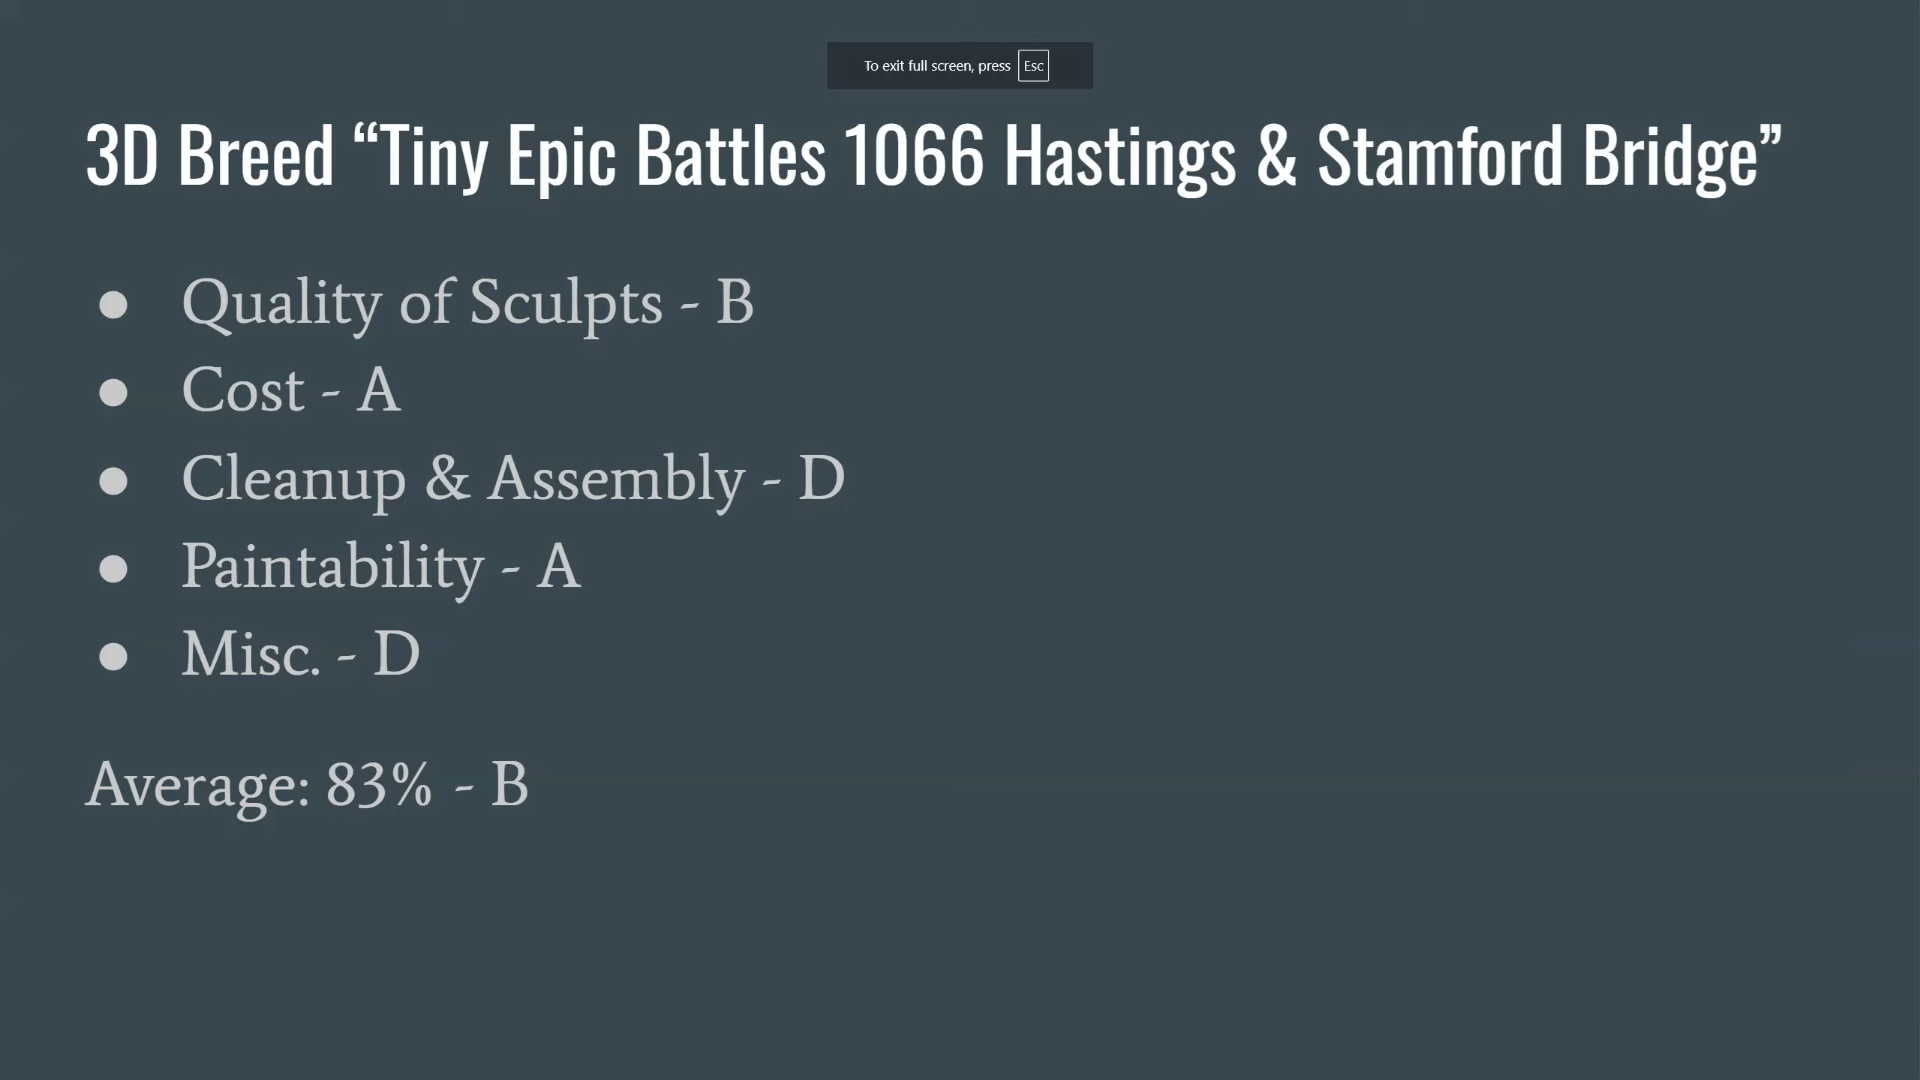 To exit full screen, press Esc
3D Breed “Tiny Epic Battles 1066 Hastings & Stamford Bridge”
● Quality of Sculpts - B
● Cost - A
● Cleanup & Assembly - D
● Paintability - A
● Misc. - D
Average: 83% - B